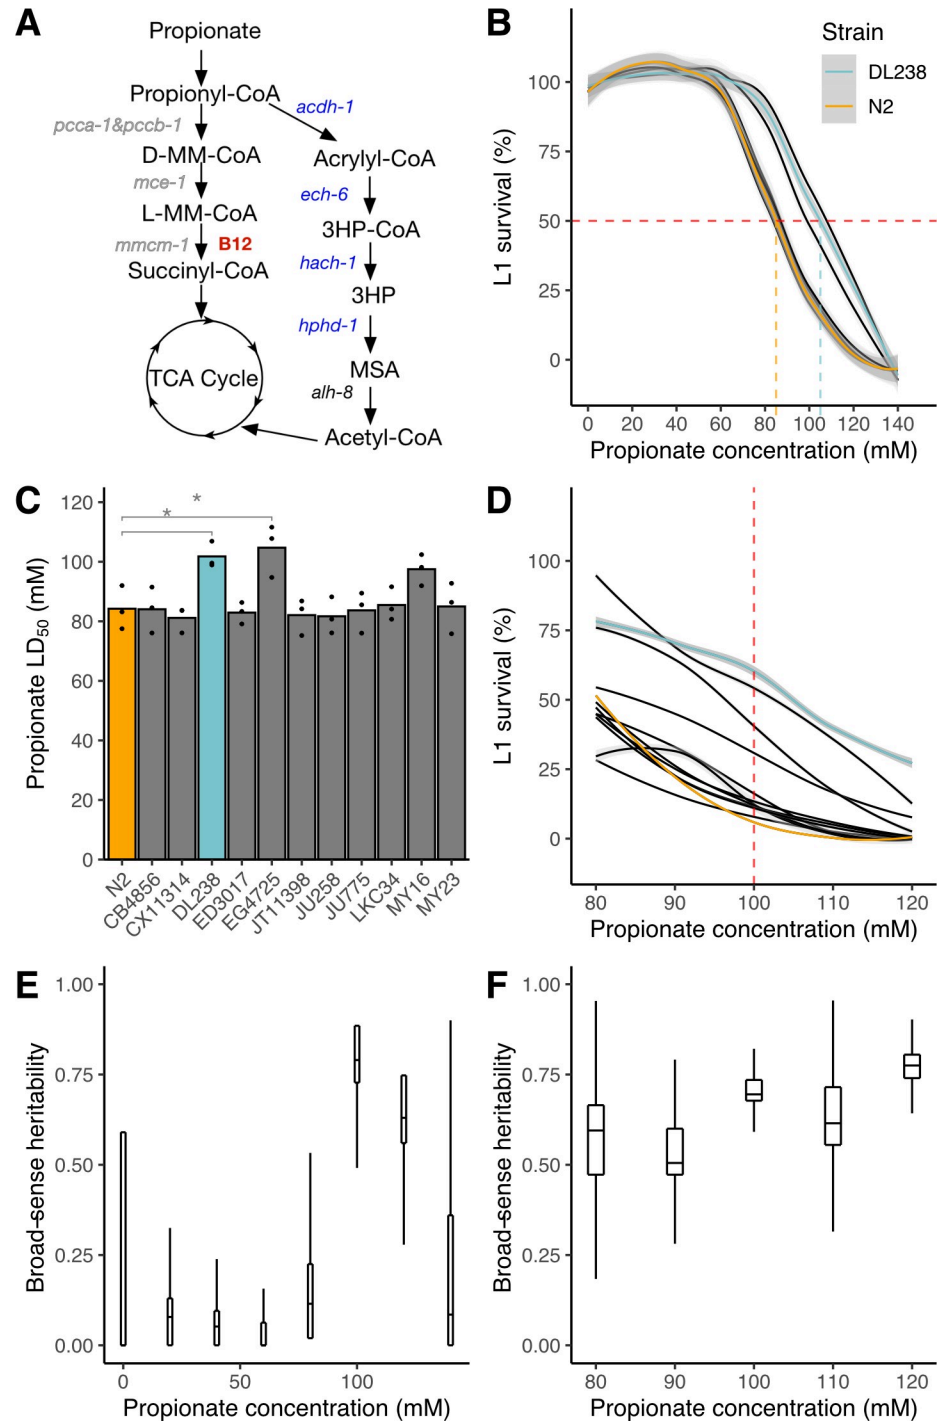 A
Propionate
Propionyl-CoA
acdh-1
pcca-1&pccb-1
D-MM-CoA
Acrylyl-CoA
mce-1
ech-6
L-MM-CoA
3HP-CoA
mmcm-1 B12
hach-1
Succinyl-CoA
3HP
hphd-1
TCA Cycle
MSA
alh-8
Acetyl-CoA
B
Strain
DL238
N2
L1 survival (%)
100
75
50
25
0
0 20 40 60 80 100 120 140
Propionate concentration (mM)
C
Propionate LD50 (mM)
120
100
80
60
40
20
0
* *
N2 CB4856 CX11314 DL238 ED3017 EG4725 JT11398 JU258 JU775 LKC34 MY16 MY23
D
L1 survival (%)
100
75
50
25
0
80 90 100 110 120
Propionate concentration (mM)
E
Broad-sense heritability
1.00
0.75
0.50
0.25
0.00
0 50 100
Propionate concentration (mM)
F
Broad-sense heritability
1.00
0.75
0.50
0.25
0.00
80 90 100 110 120
Propionate concentration (mM)